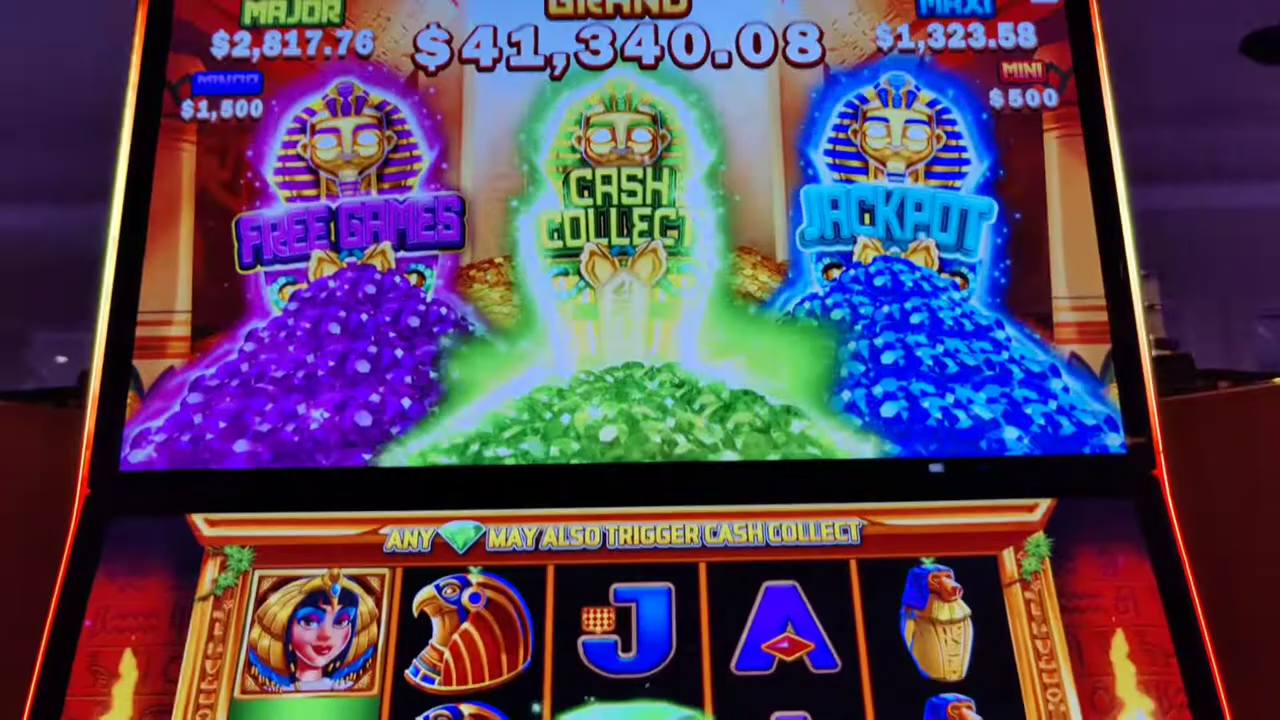 MAJOR
$2,817.76
GRAND
$41,340.08
MAXI
$1,323.58
MINOR
$1,500
MINI
$500
FREE GAMES
CASH
COLLECT
JACKPOT
ANY MAY ALSO TRIGGER CASH COLLECT
J
A